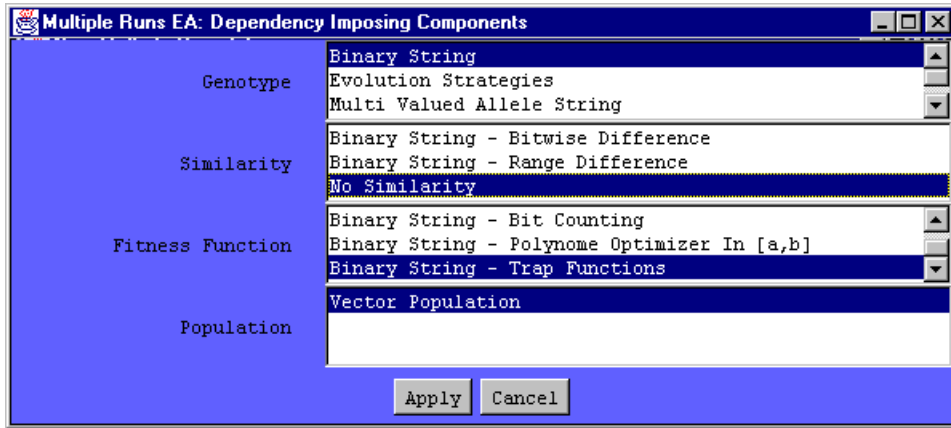 Multiple Runs EA: Dependency Imposing Components
Genotype
Binary String
Evolution Strategies
Multi Valued Allele String
Similarity
Binary String - Bitwise Difference
Binary String - Range Difference
No Similarity
Fitness Function
Binary String - Bit Counting
Binary String - Polynome Optimizer In [a,b]
Binary String - Trap Functions
Population
Vector Population
Apply Cancel